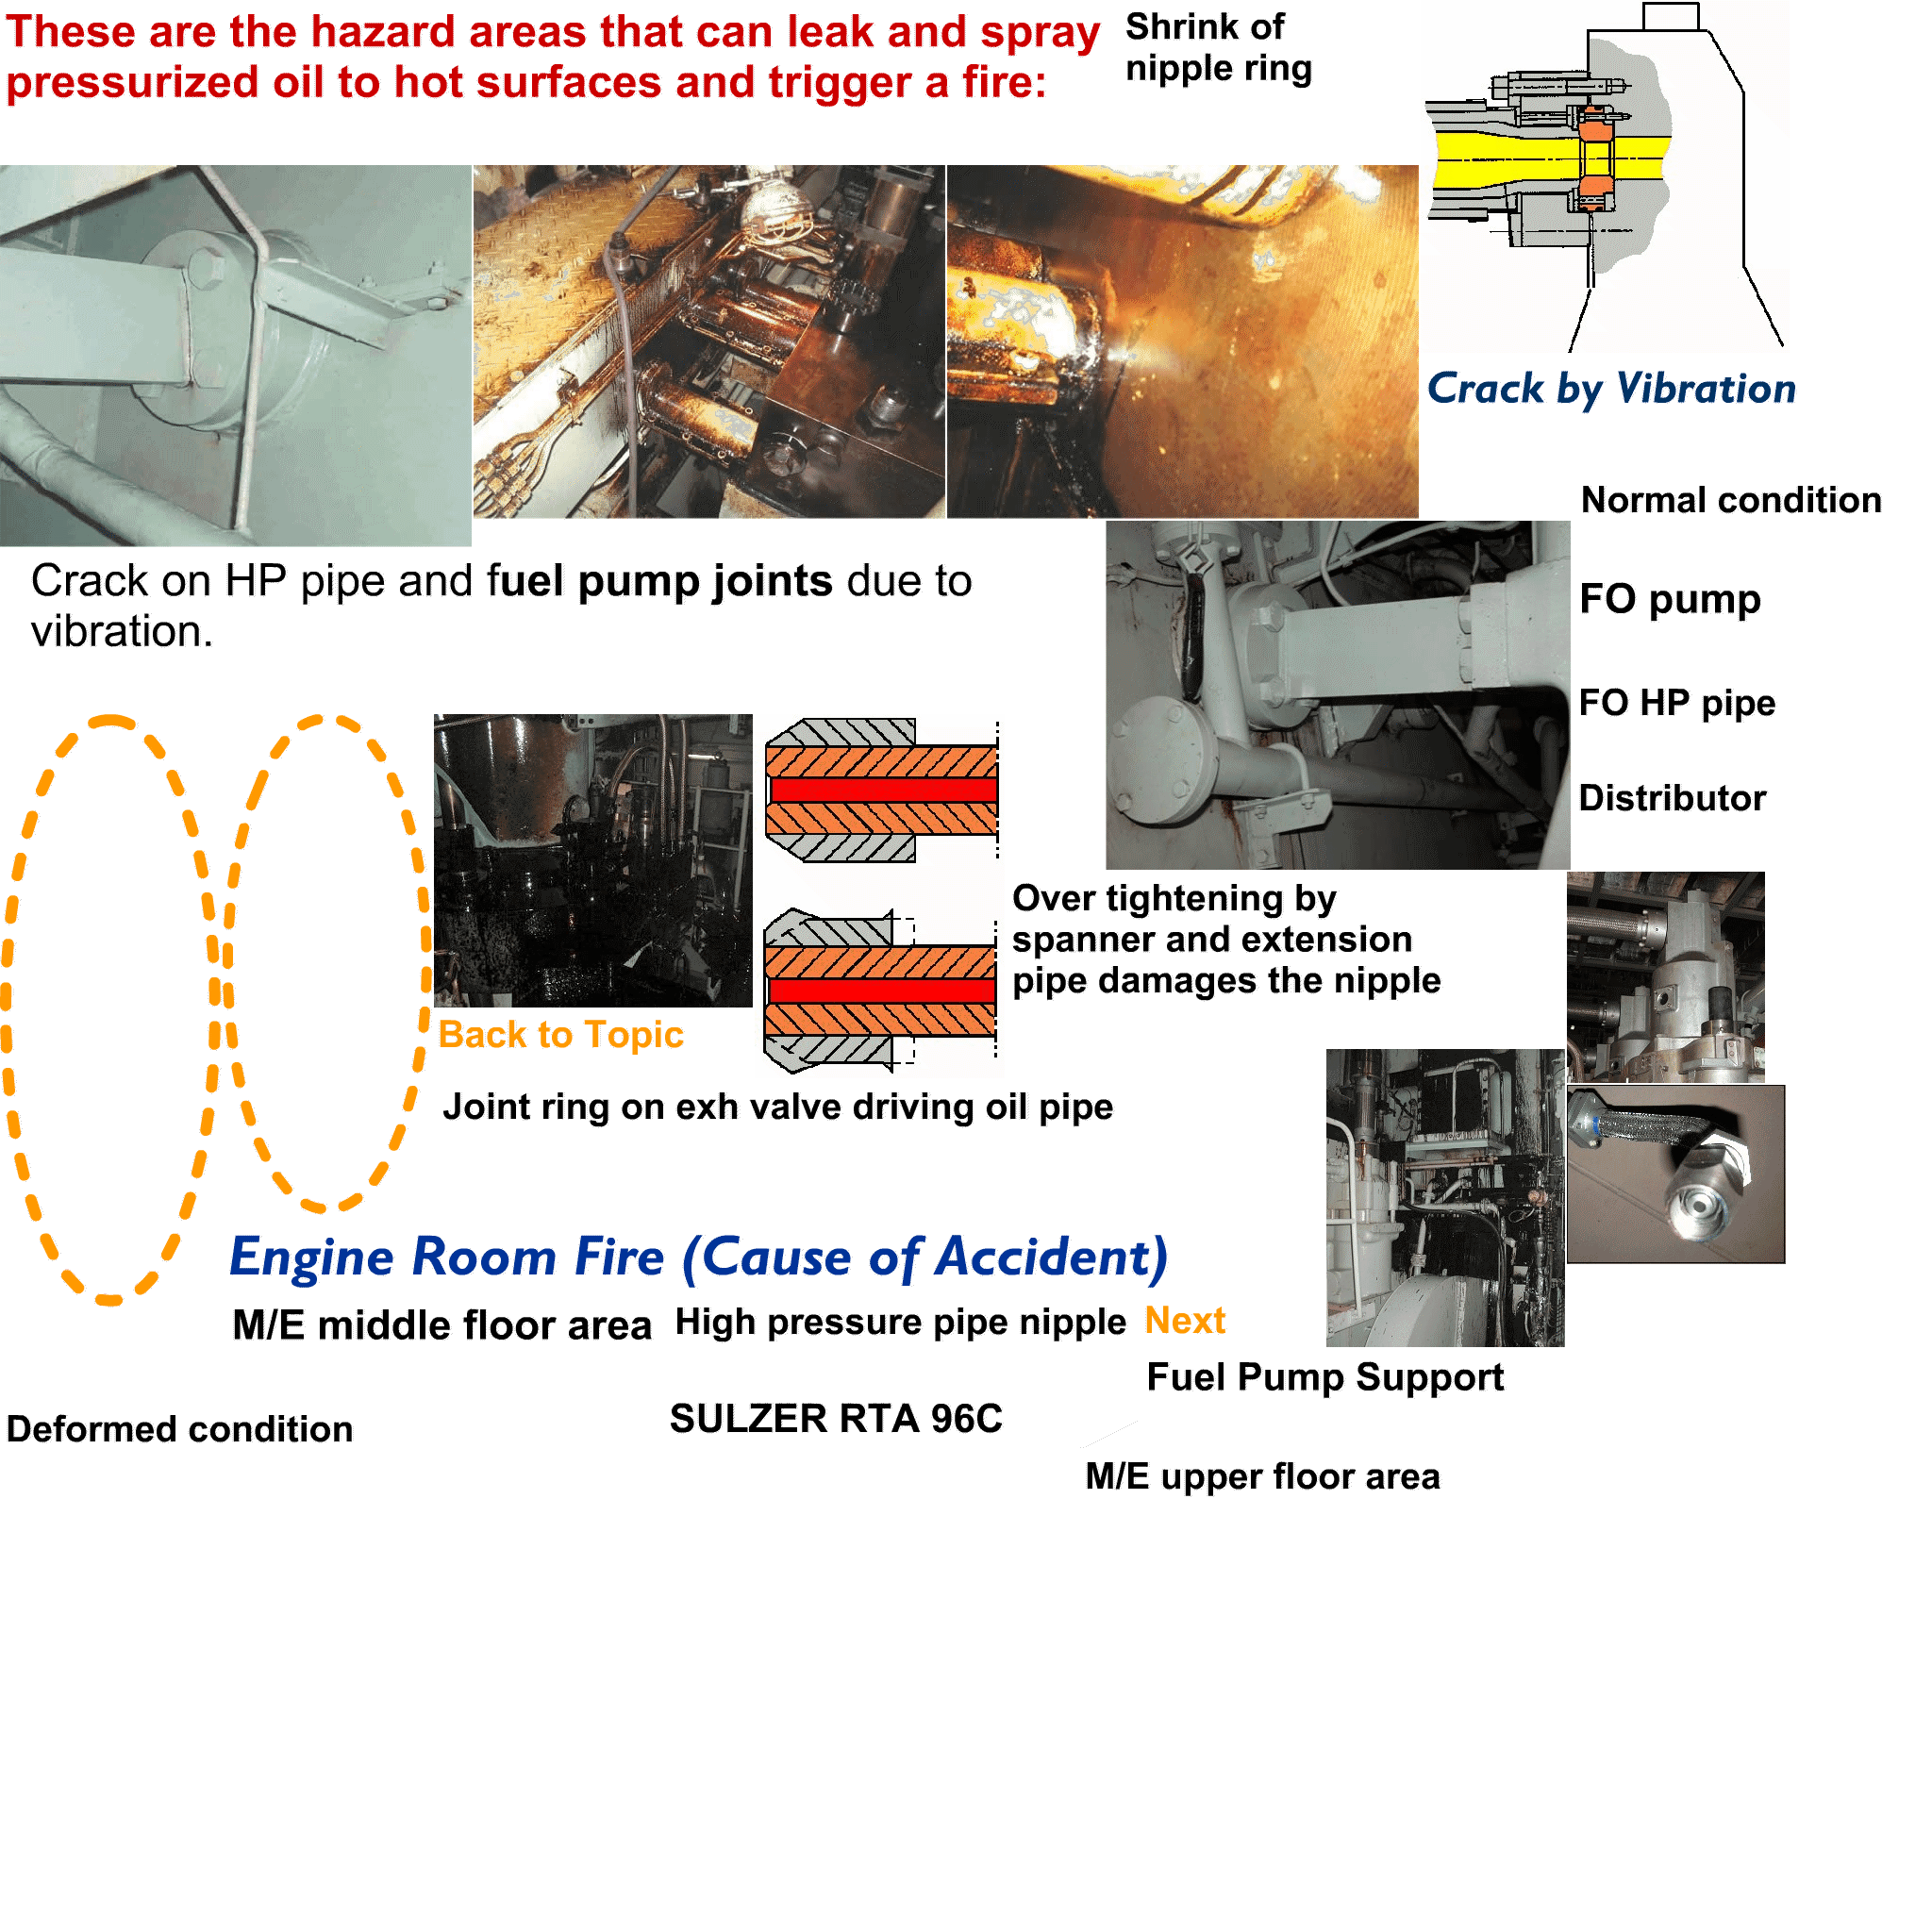 These are the hazard areas that can leak and spray
pressurized oil to hot surfaces and trigger a fire:
Shrink of
nipple ring
Crack by Vibration
Normal condition
Crack on HP pipe and fuel pump joints due to
vibration.
FO pump
FO HP pipe
Distributor
Over tightening by
spanner and extension
pipe damages the nipple
Back to Topic
Joint ring on exh valve driving oil pipe
Engine Room Fire (Cause of Accident)
M/E middle floor area
High pressure pipe nipple
Next
Fuel Pump Support
SULZER RTA 96C
Deformed condition
M/E upper floor area